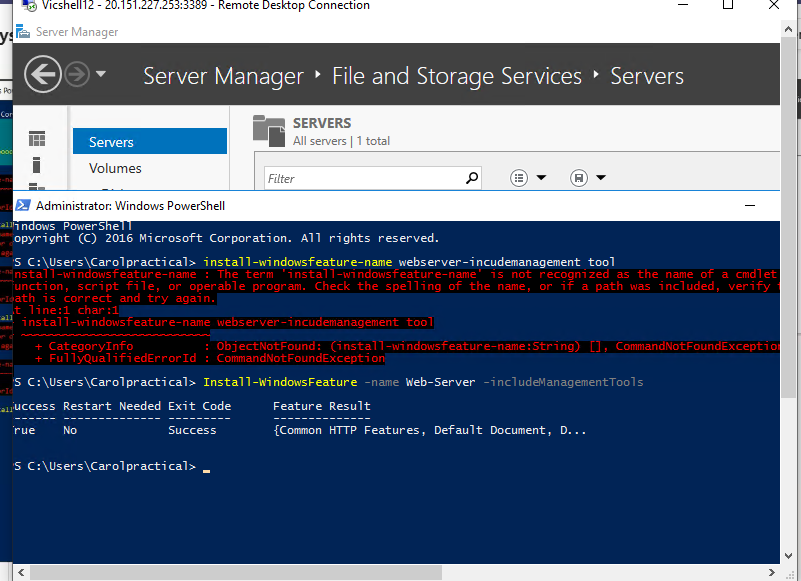 Vicshell12 - 20.151.227.253:3389 - Remote Desktop Connection
Server Manager
Server Manager ‣ File and Storage Services ‣ Servers
Servers
Volumes
SERVERS
All servers | 1 total
Filter
Administrator: Windows PowerShell
indows PowerShell
opyright (C) 2016 Microsoft Corporation. All rights reserved.
PS C:\Users\Carolpractical> install-windowsfeature-name webserver-incudemanagement tool
nstall-windowsfeature-name : The term 'install-windowsfeature-name' is not recognized as the name of a cmdlet
unction, script file, or operable program. Check the spelling of the name, or if a path was included, verify
ath is correct and try again.
t line:1 char:1
install-windowsfeature-name webserver-incudemanagement tool
+ CategoryInfo : ObjectNotFound: (install-windowsfeature-name:String) [], CommandNotFoundException
+ FullyQualifiedErrorId : CommandNotFoundException
PS C:\Users\Carolpractical> Install-WindowsFeature -name Web-Server -includeManagementTools
uccess Restart Needed Exit Code Feature Result
------- -------------- --------- --------------
rue No Success {Common HTTP Features, Default Document, D...
PS C:\Users\Carolpractical>